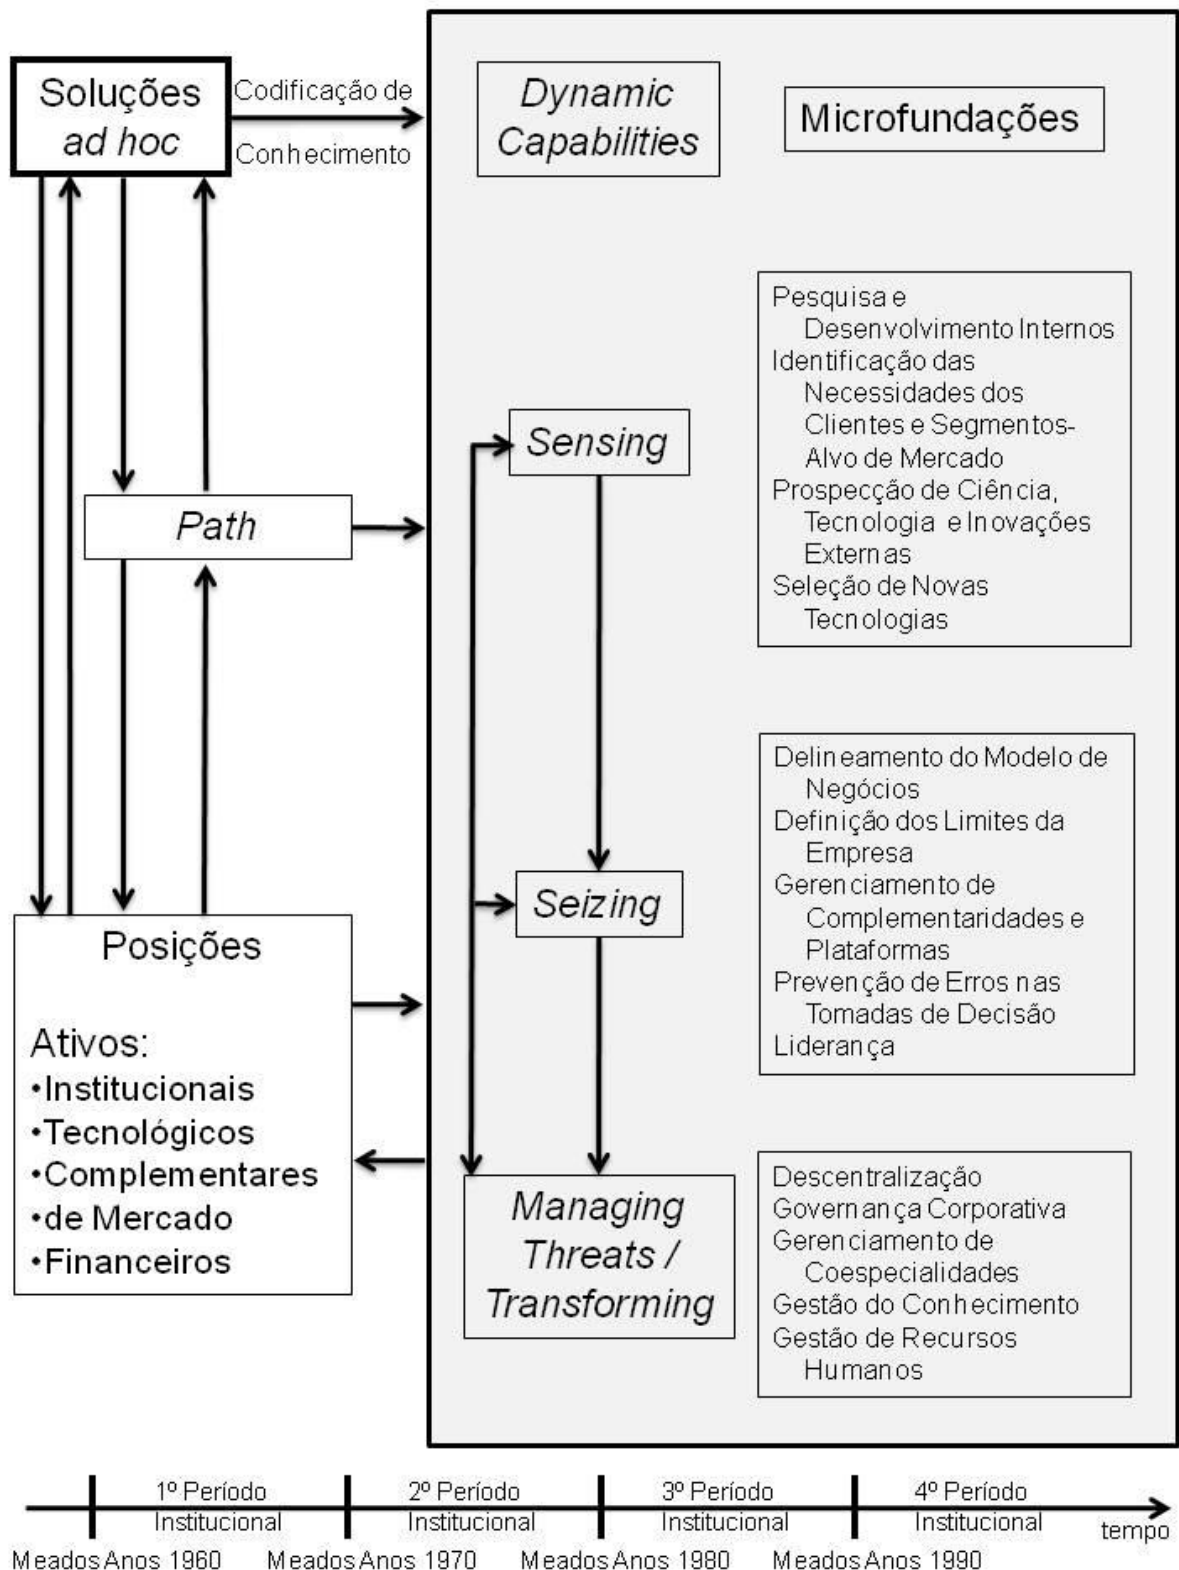 Soluções
ad hoc
Codificação de
Conhecimento
Dynamic
Capabilities
Microfundações
Pesquisa e
Desenvolvimento Internos
Identificação das
Necessidades dos
Clientes e Segmentos-
Alvo de Mercado
Prospecção de Ciência,
Tecnologia e Inovações
Externas
Seleção de Novas
Tecnologias
Sensing
Path
Delineamento do Modelo de
Negócios
Definição dos Limites da
Empresa
Gerenciamento de
Complementaridades e
Plataformas
Prevenção de Erros nas
Tomadas de Decisão
Liderança
Seizing
Posições
Ativos:
•Institucionais
•Tecnológicos
•Complementares
•de Mercado
•Financeiros
Managing
Threats /
Transforming
Descentralização
Governança Corporativa
Gerenciamento de
Coespecialidades
Gestão do Conhecimento
Gestão de Recursos
Humanos
1º Período
Institucional
2º Período
Institucional
3º Período
Institucional
4º Período
Institucional
tempo
Meados Anos 1960
Meados Anos 1970
Meados Anos 1980
Meados Anos 1990